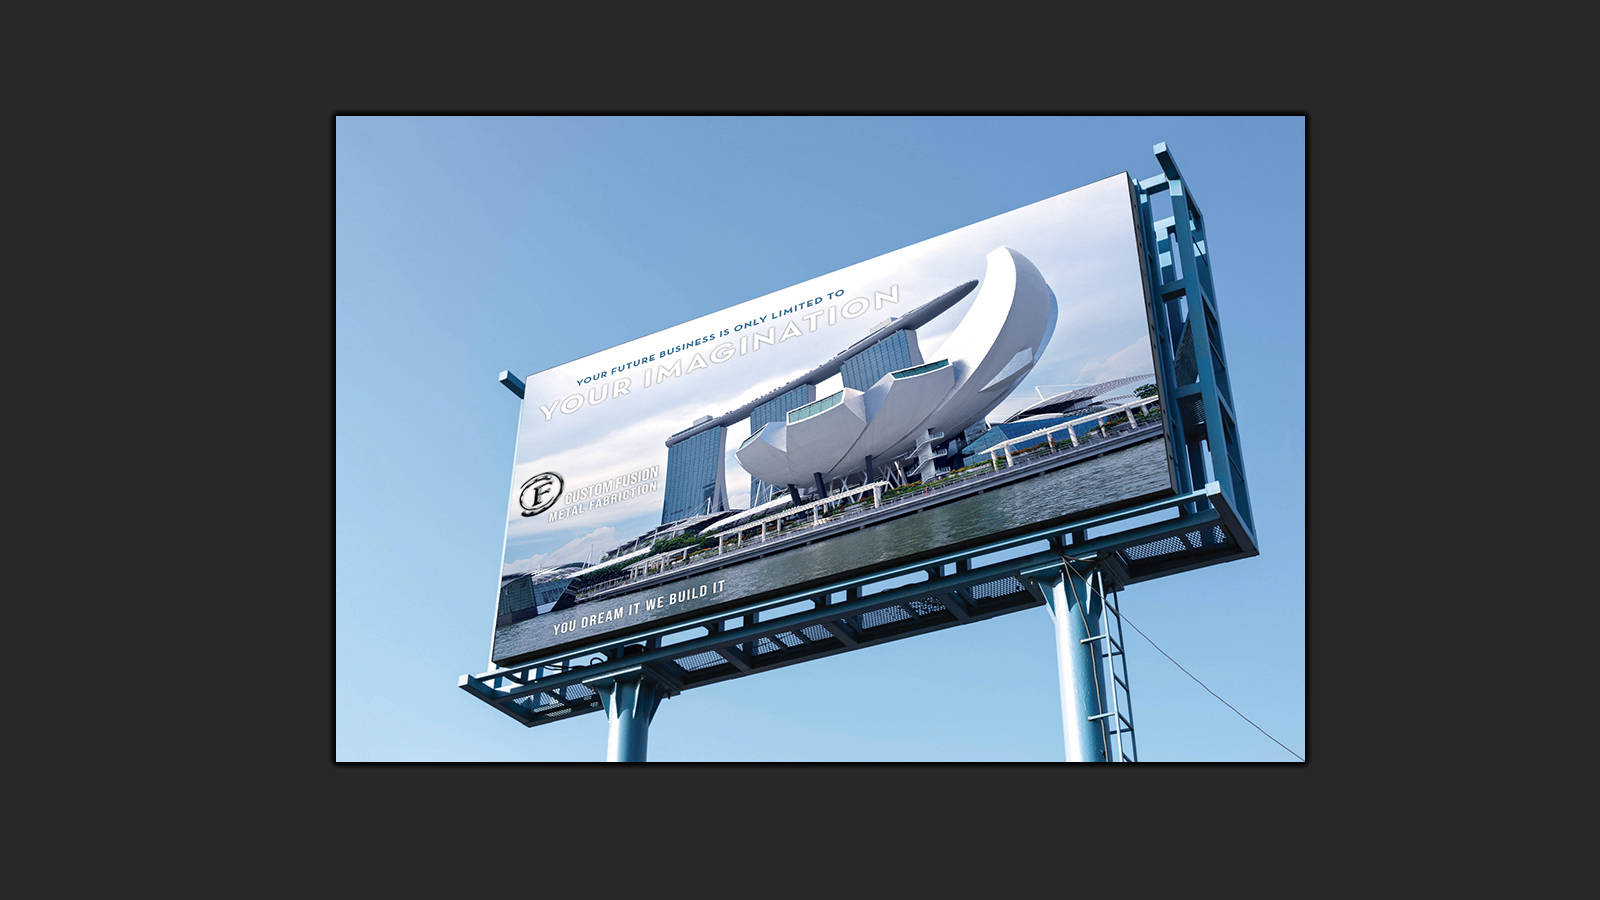 YOUR FUTURE BUSINESS IS ONLY LIMITED TO
YOUR IMAGINATION
F
CUSTOM FUSION
METAL FABRICTION
YOU DREAM IT WE BUILD IT